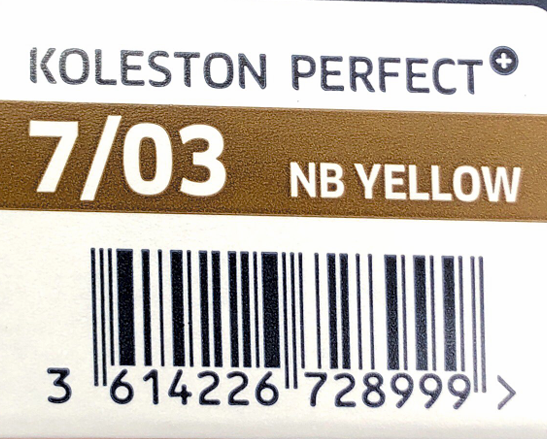 KOLESTON PERFECT+
7/03 NB YELLOW
3 614226 728999 >